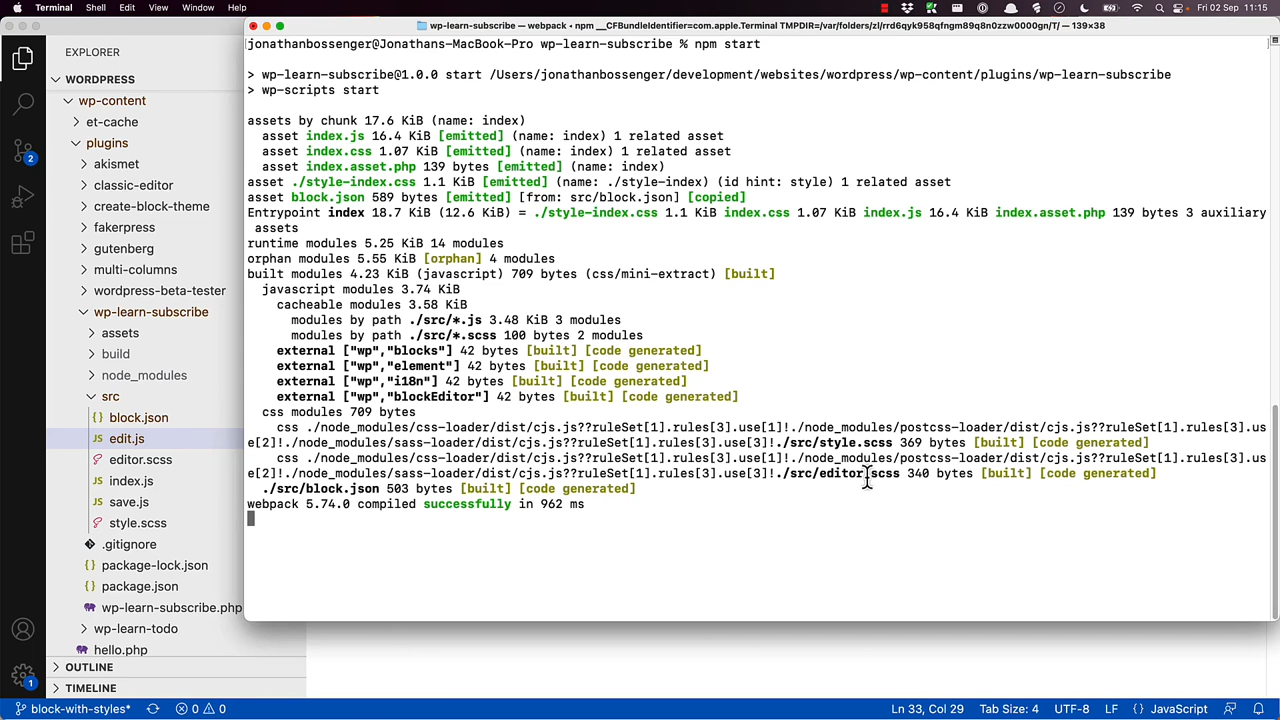 Terminal Shell Edit View Window Help Fri 02 Sep 11:15
wp-learn-subscribe — webpack ◂ npm __CFBundleIdentifier=com.apple.Terminal TMPDIR=/var/folders/zl/rrd6qyk958qfngm89q8n0zzw0000gn/T/ — 139×38
EXPLORER
WORDPRESS
wp-content
et-cache
plugins
akismet
classic-editor
create-block-theme
fakerpress
gutenberg
multi-columns
wordpress-beta-tester
wp-learn-subscribe
assets
build
node_modules
src
{} block.json
JS edit.js
editor.scss
JS index.js
JS save.js
style.scss
.gitignore
{} package-lock.json
{} package.json
wp-learn-subscribe.php
wp-learn-todo
hello.php
OUTLINE
TIMELINE
2
1
jonathanbossenger@Jonathans-MacBook-Pro wp-learn-subscribe % npm start
> wp-learn-subscribe@1.0.0 start /Users/jonathanbossenger/development/websites/wordpress/wp-content/plugins/wp-learn-subscribe
> wp-scripts start
assets by chunk 17.6 KiB (name: index)
asset index.js 16.4 KiB [emitted] (name: index) 1 related asset
asset index.css 1.07 KiB [emitted] (name: index) 1 related asset
asset index.asset.php 139 bytes [emitted] (name: index)
asset ./style-index.css 1.1 KiB [emitted] (name: ./style-index) (id hint: style) 1 related asset
asset block.json 589 bytes [emitted] [from: src/block.json] [copied]
Entrypoint index 18.7 KiB (12.6 KiB) = ./style-index.css 1.1 KiB index.css 1.07 KiB index.js 16.4 KiB index.asset.php 139 bytes 3 auxiliary
assets
runtime modules 5.25 KiB 14 modules
orphan modules 5.55 KiB [orphan] 4 modules
built modules 4.23 KiB (javascript) 709 bytes (css/mini-extract) [built]
javascript modules 3.74 KiB
cacheable modules 3.58 KiB
modules by path ./src/*.js 3.48 KiB 3 modules
modules by path ./src/*.scss 100 bytes 2 modules
external ["wp","blocks"] 42 bytes [built] [code generated]
external ["wp","element"] 42 bytes [built] [code generated]
external ["wp","i18n"] 42 bytes [built] [code generated]
external ["wp","blockEditor"] 42 bytes [built] [code generated]
css modules 709 bytes
css ./node_modules/css-loader/dist/cjs.js??ruleSet[1].rules[3].use[1]!./node_modules/postcss-loader/dist/cjs.js??ruleSet[1].rules[3].us
e[2]!./node_modules/sass-loader/dist/cjs.js??ruleSet[1].rules[3].use[3]!./src/style.scss 369 bytes [built] [code generated]
css ./node_modules/css-loader/dist/cjs.js??ruleSet[1].rules[3].use[1]!./node_modules/postcss-loader/dist/cjs.js??ruleSet[1].rules[3].us
e[2]!./node_modules/sass-loader/dist/cjs.js??ruleSet[1].rules[3].use[3]!./src/editor.scss 340 bytes [built] [code generated]
./src/block.json 503 bytes [built] [code generated]
webpack 5.74.0 compiled successfully in 962 ms
block-with-styles* 0 0 Ln 33, Col 29 Tab Size: 4 UTF-8 LF {} JavaScript